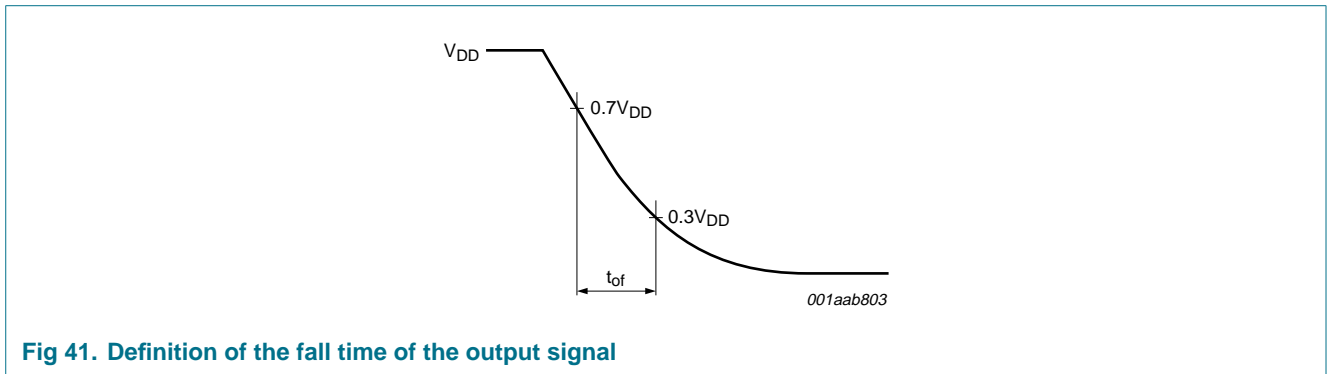 VDD
0.7VDD
0.3VDD
tof
001aab803
Fig 41. Definition of the fall time of the output signal